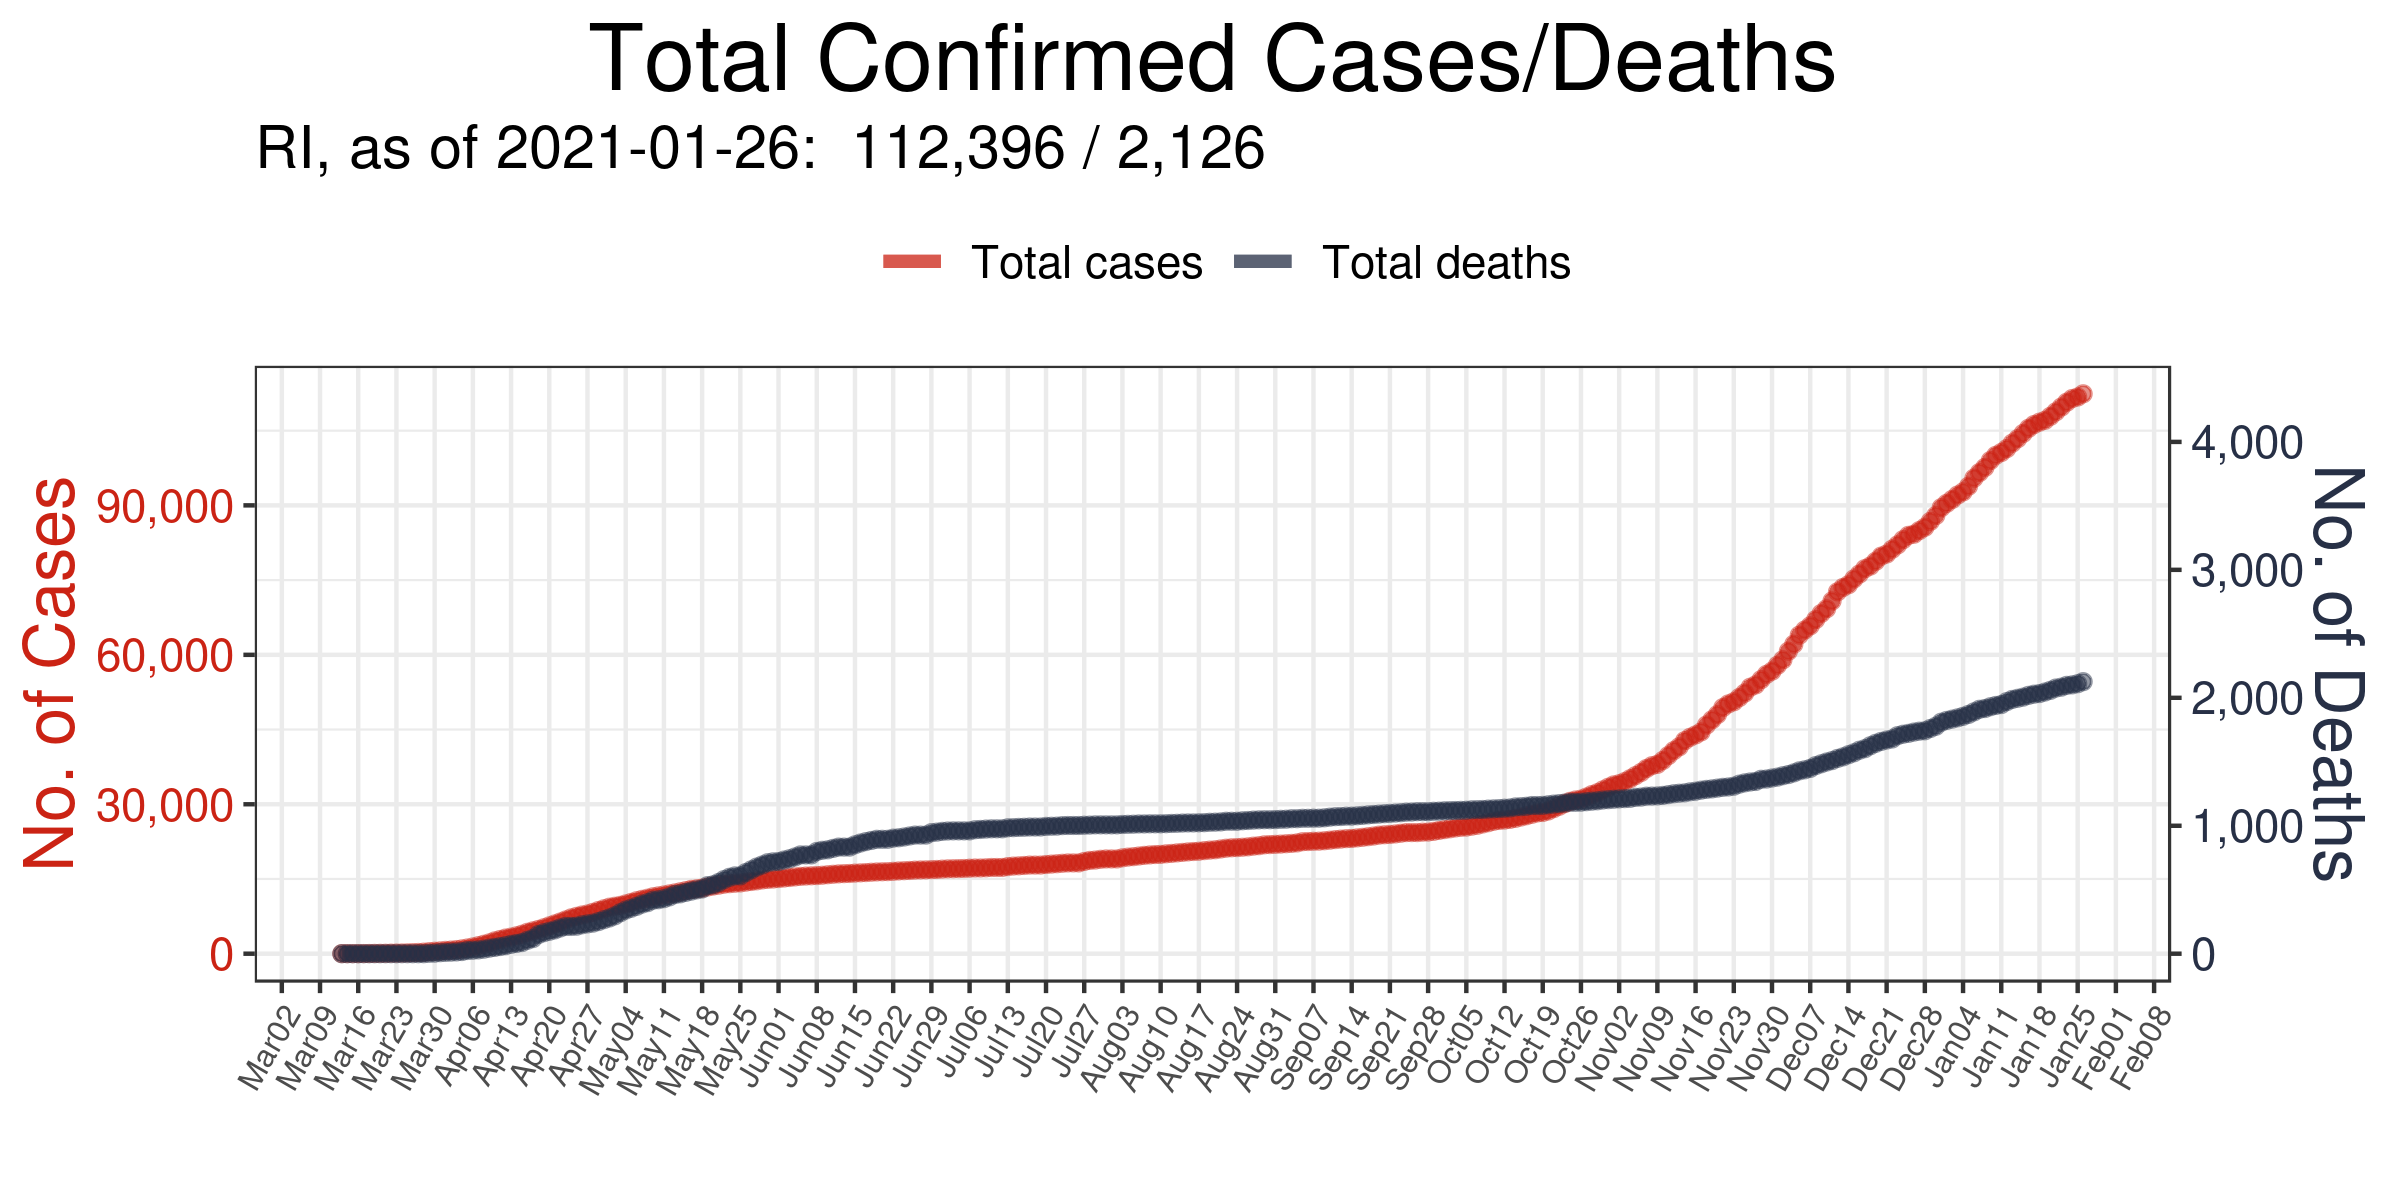 Total Confirmed Cases/Deaths
RI, as of 2021-01-26:  112,396 / 2,126
Total cases
Total deaths
No. of Cases
90,000
60,000
30,000
0
4,000
3,000
2,000
1,000
0
No. of Deaths
Mar02
Mar09
Mar16
Mar23
Mar30
Apr06
Apr13
Apr20
Apr27
May04
May11
May18
May25
Jun01
Jun08
Jun15
Jun22
Jun29
Jul06
Jul13
Jul20
Jul27
Aug03
Aug10
Aug17
Aug24
Aug31
Sep07
Sep14
Sep21
Sep28
Oct05
Oct12
Oct19
Oct26
Nov02
Nov09
Nov16
Nov23
Nov30
Dec07
Dec14
Dec21
Dec28
Jan04
Jan11
Jan18
Jan25
Feb01
Feb08